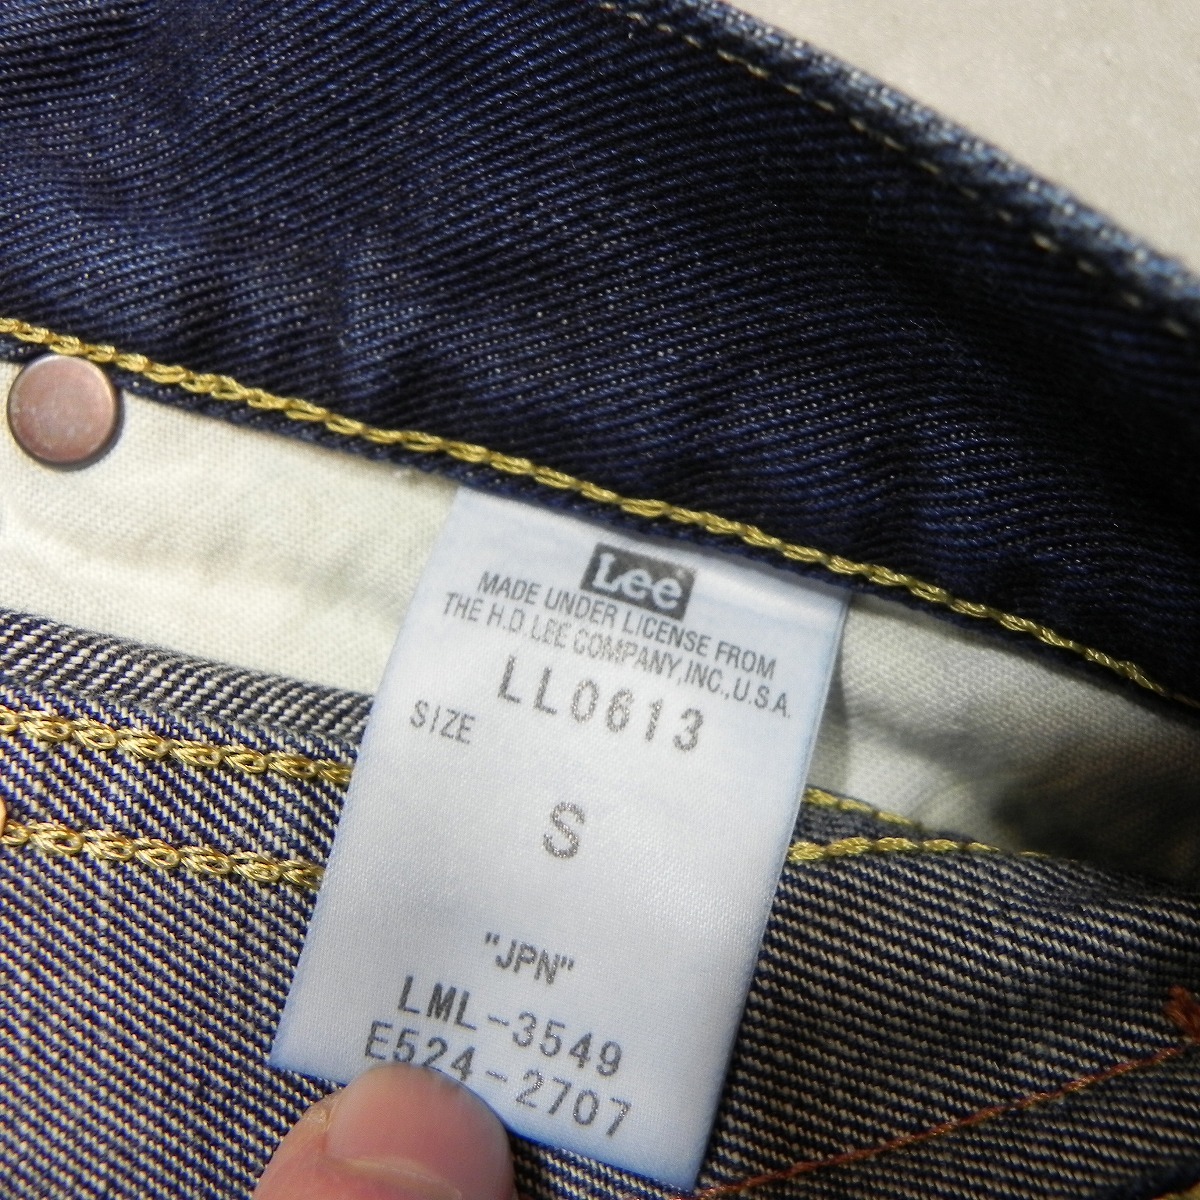 Lee
MADE UNDER LICENSE FROM
THE H.D. LEE COMPANY, INC., U.S.A.
LL0613
SIZE
S
"JPN"
LML-3549
E524-2707